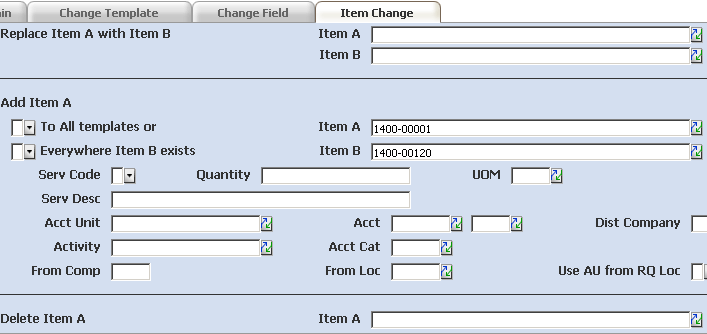 in Change Template Change Field Item Change
Replace Item A with Item B Item A
Item B
Add Item A
To All templates or Item A 1400-00001
Everywhere Item B exists Item B 1400-00120
Serv Code Quantity UOM
Serv Desc
Acct Unit Acct Dist Company
Activity Acct Cat
From Comp From Loc Use AU from RQ Loc
Delete Item A Item A